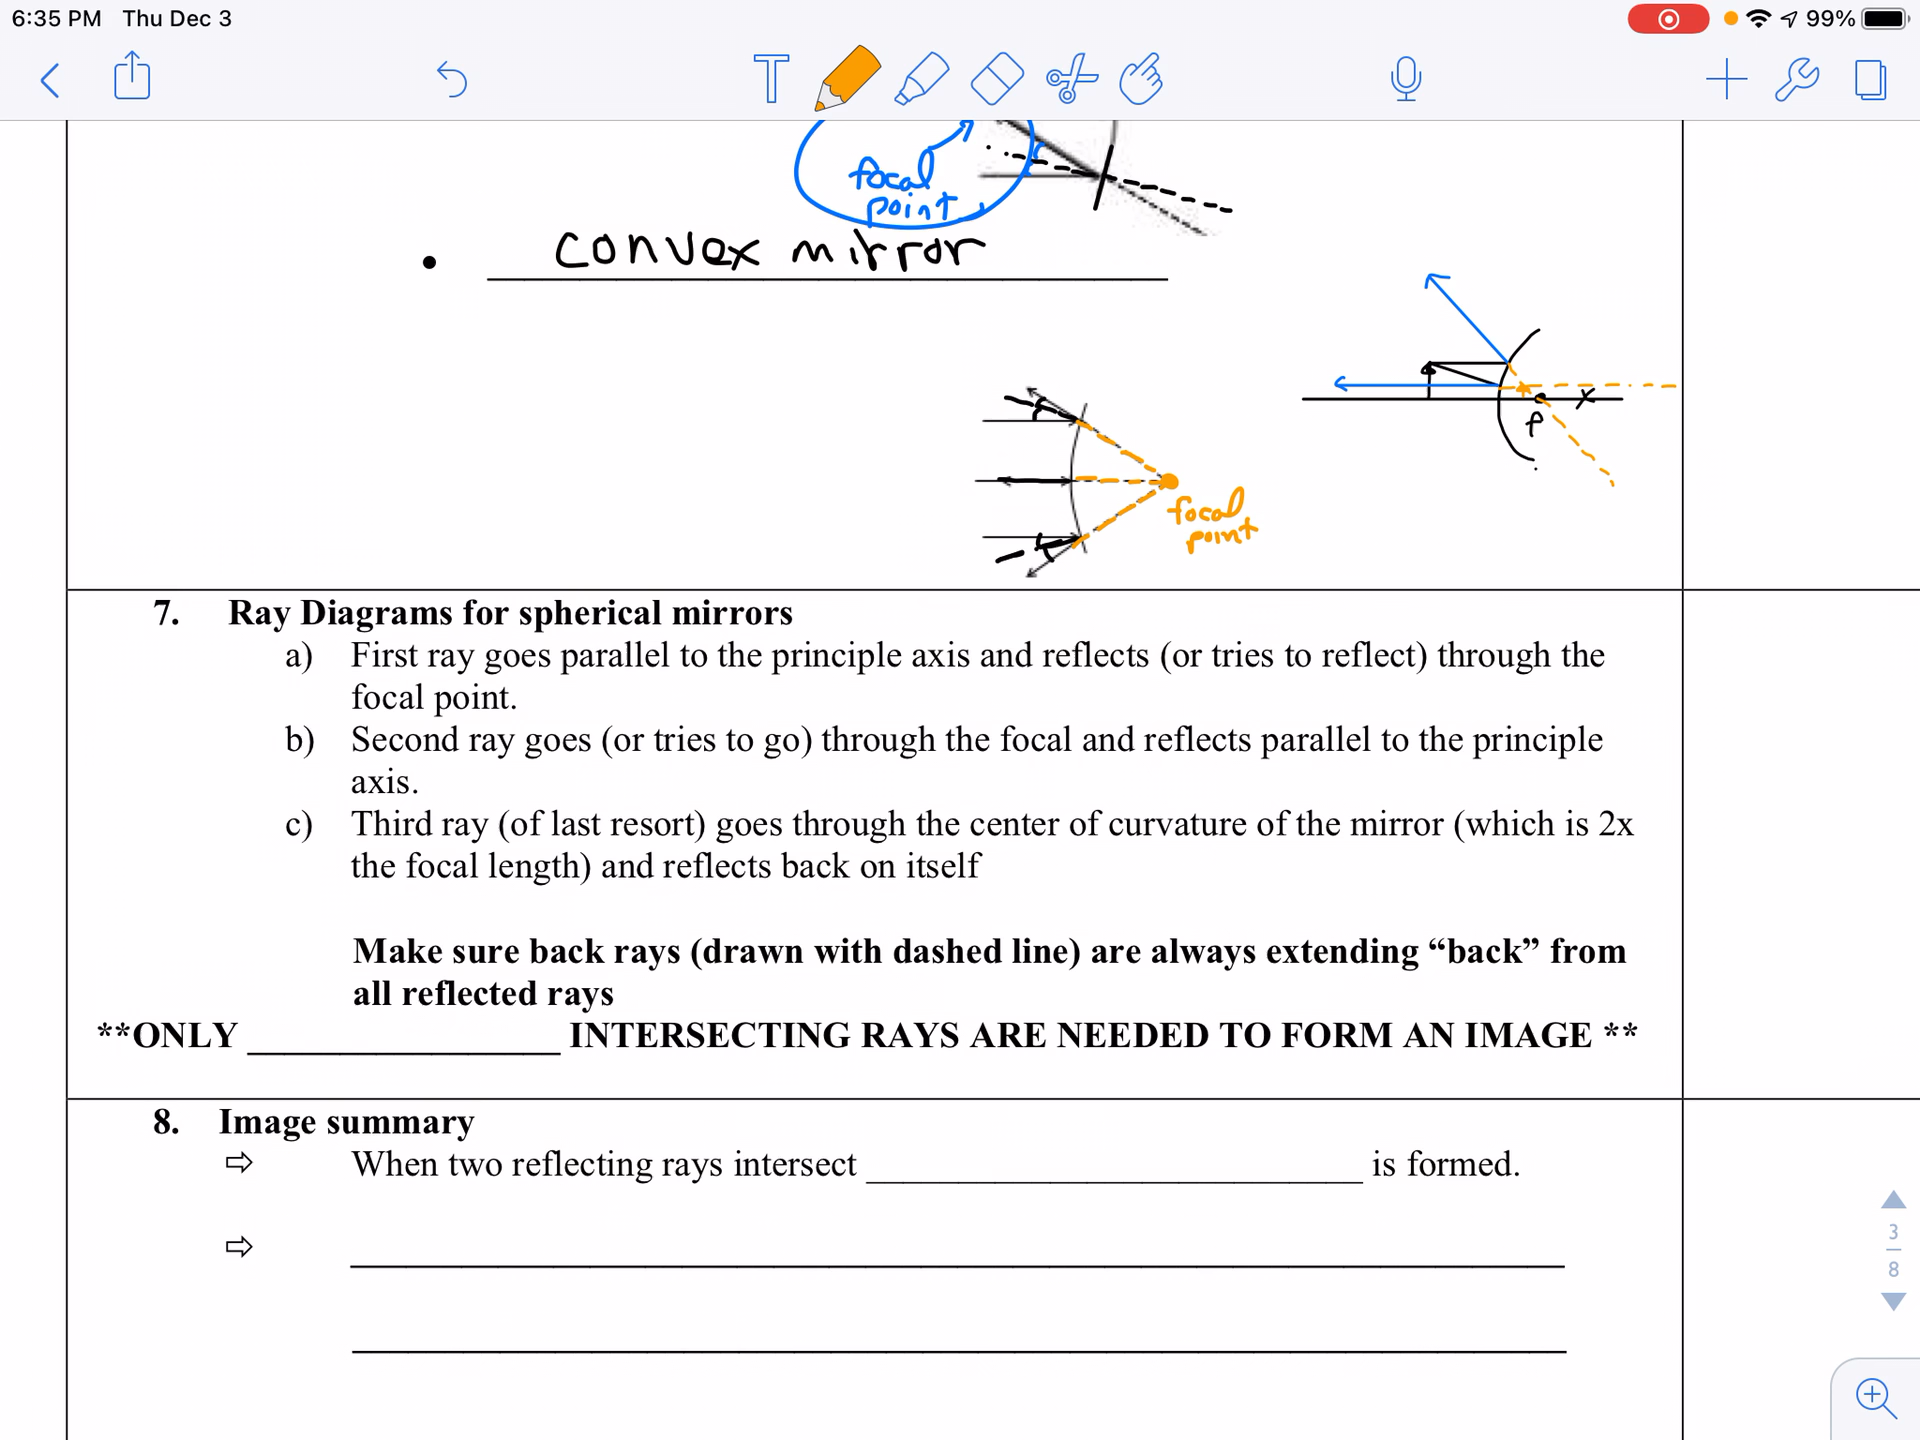 6:35 PM Thu Dec 3
99%
T
focal
point
• convex mirror
f
x
focal
point
7. Ray Diagrams for spherical mirrors
a) First ray goes parallel to the principle axis and reflects (or tries to reflect) through the
focal point.
b) Second ray goes (or tries to go) through the focal and reflects parallel to the principle
axis.
c) Third ray (of last resort) goes through the center of curvature of the mirror (which is 2x
the focal length) and reflects back on itself
Make sure back rays (drawn with dashed line) are always extending “back” from
all reflected rays
**ONLY _________________ INTERSECTING RAYS ARE NEEDED TO FORM AN IMAGE **
8. Image summary
⇨ When two reflecting rays intersect ___________________________ is formed.
⇨ ___________________________
___________________________
3
8